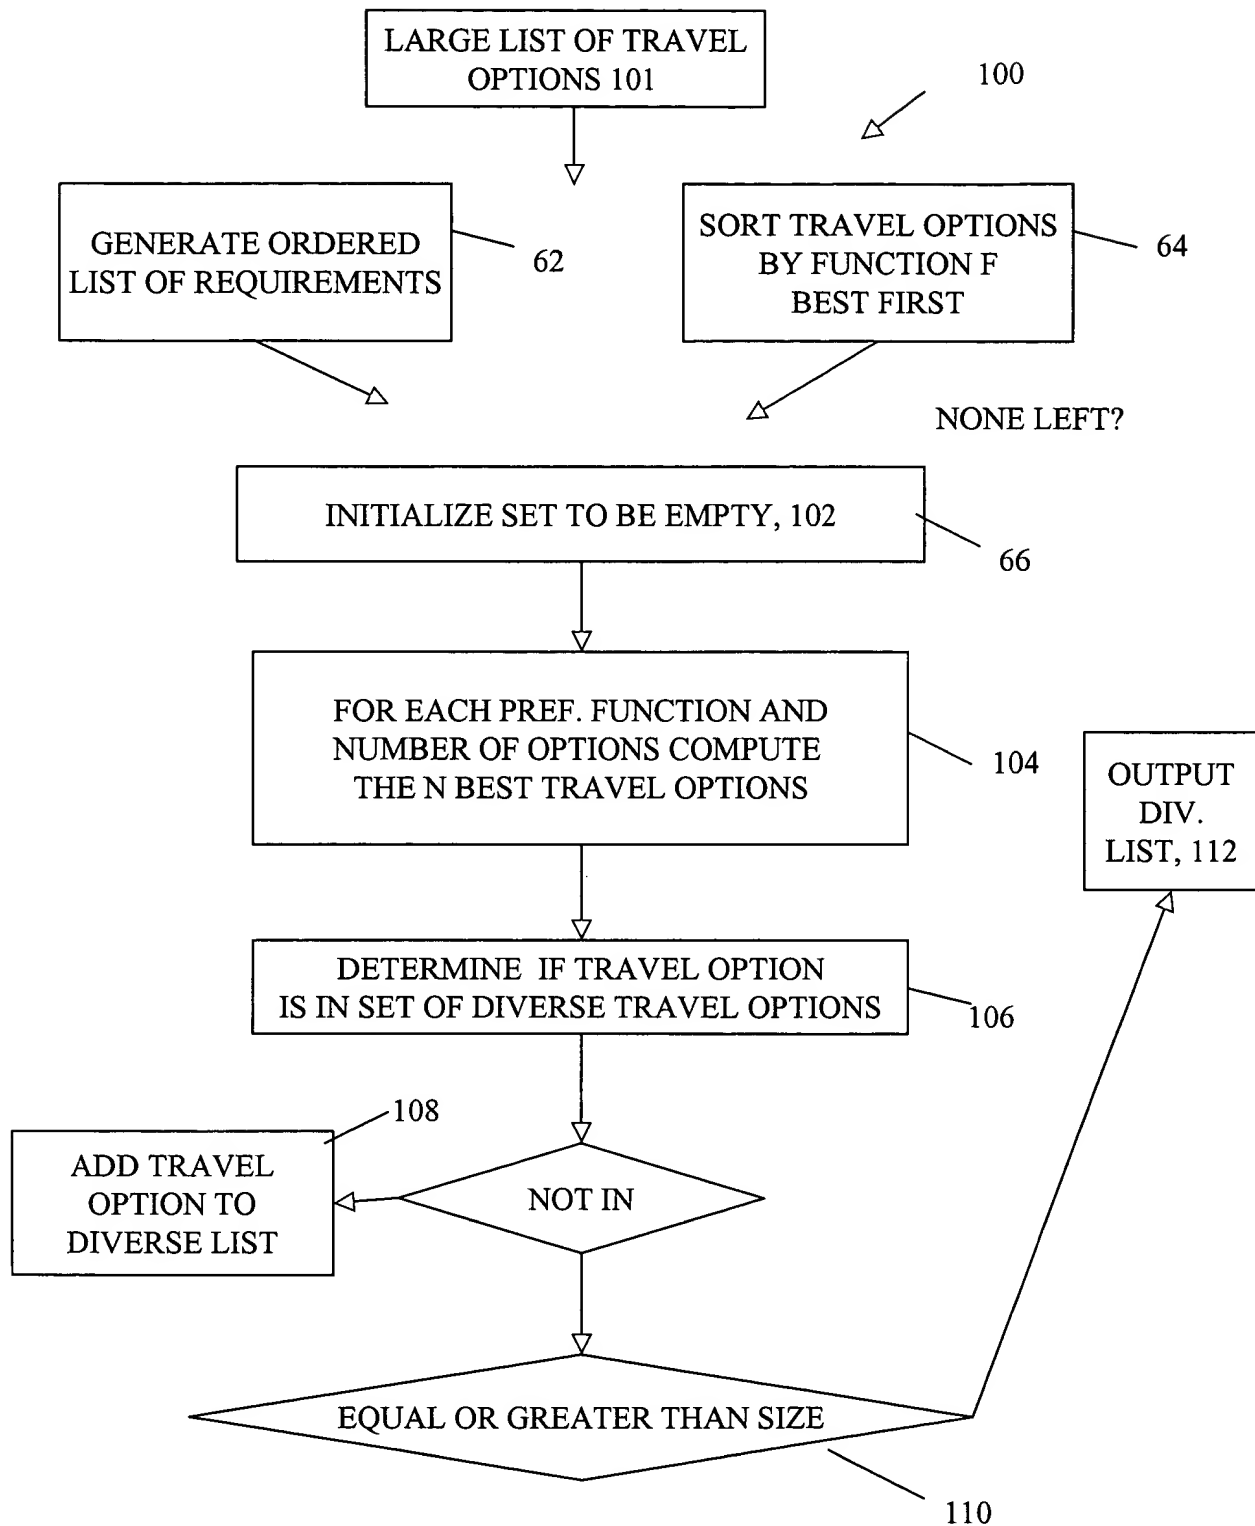 LARGE LIST OF TRAVEL
OPTIONS 101
100
GENERATE ORDERED
LIST OF REQUIREMENTS
62
SORT TRAVEL OPTIONS
BY FUNCTION F
BEST FIRST
64
NONE LEFT?
INITIALIZE SET TO BE EMPTY, 102
66
FOR EACH PREF. FUNCTION AND
NUMBER OF OPTIONS COMPUTE
THE N BEST TRAVEL OPTIONS
104
OUTPUT
DIV.
LIST, 112
DETERMINE IF TRAVEL OPTION
IS IN SET OF DIVERSE TRAVEL OPTIONS
106
108
ADD TRAVEL
OPTION TO
DIVERSE LIST
NOT IN
EQUAL OR GREATER THAN SIZE
110